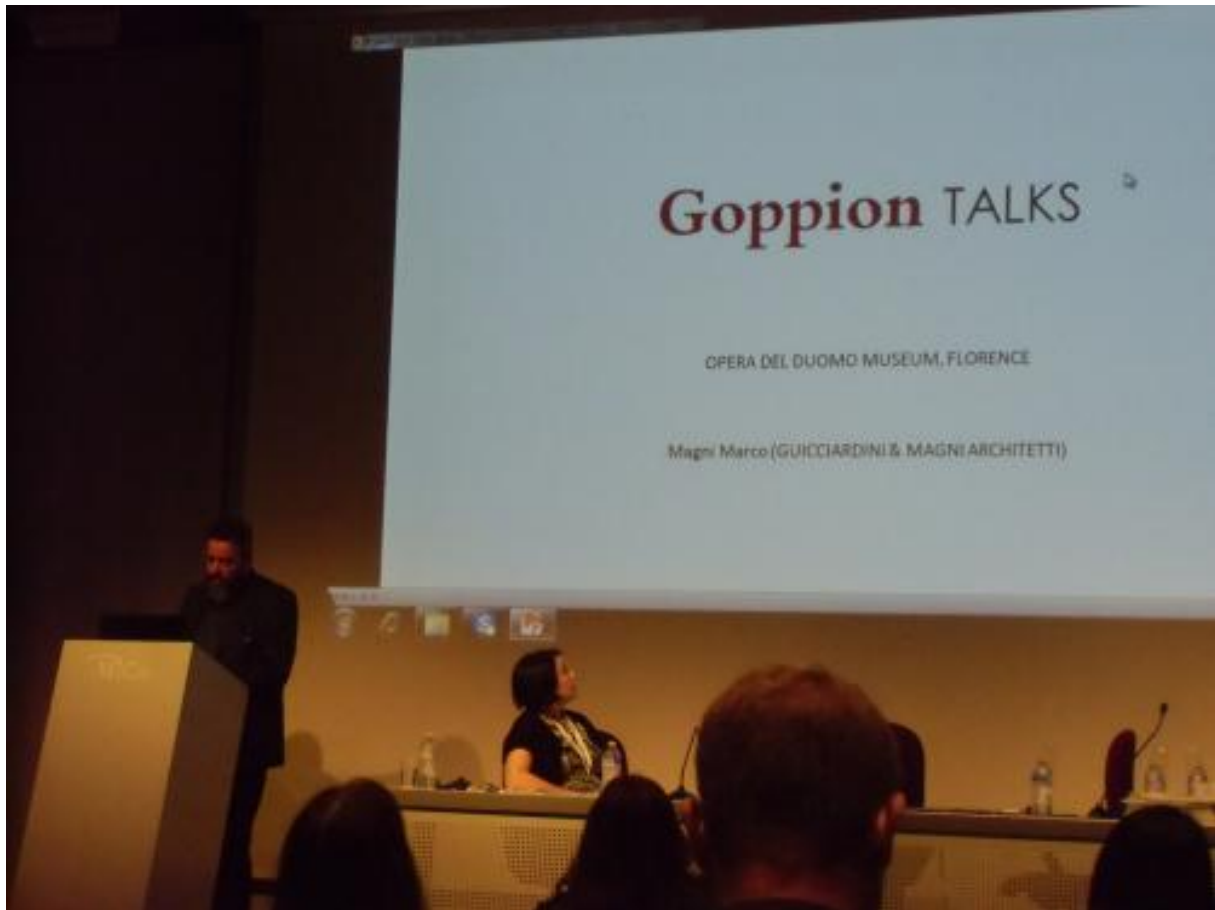 Goppion TALKS
OPERA DEL DUOMO MUSEUM, FLORENCE
Magni Marco (GUICCIARDINI & MAGNI ARCHITETTI)